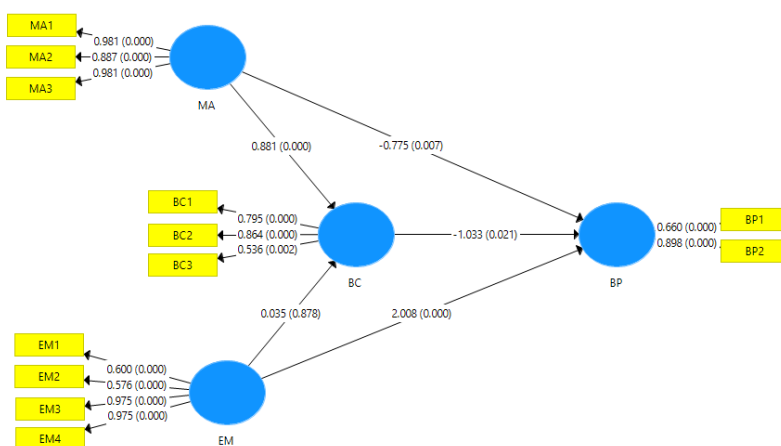 MA1
0.981 (0.000)
MA2
0.887 (0.000)
0.981 (0.000)
MA3
MA
0.881 (0.000)
-0.775 (0.007)
BC1
0.795 (0.000)
BC2
0.864 (0.000)
0.536 (0.002)
BC3
BC
-1.033 (0.021)
BP
0.660 (0.000)
BP1
0.898 (0.000)
BP2
0.035 (0.878)
2.008 (0.000)
EM1
0.600 (0.000)
EM2
0.576 (0.000)
0.975 (0.000)
EM3
0.975 (0.000)
EM4
EM